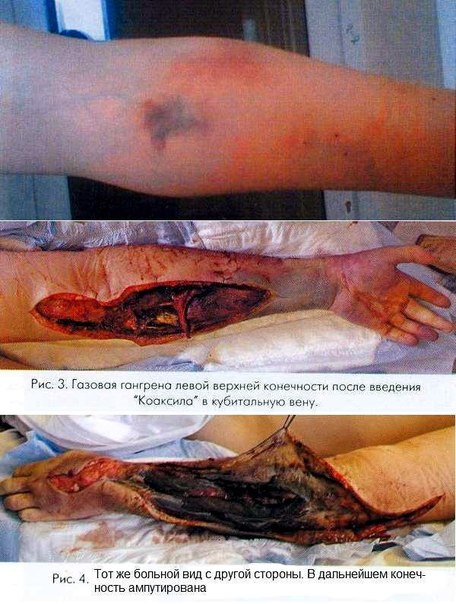 Рис. 3. Газовая гангрена левой верхней конечности после введения
"Коаксила" в кубитальную вену.
Рис. 4. Тот же больной вид с другой стороны. В дальнейшем конеч-
ность ампутирована